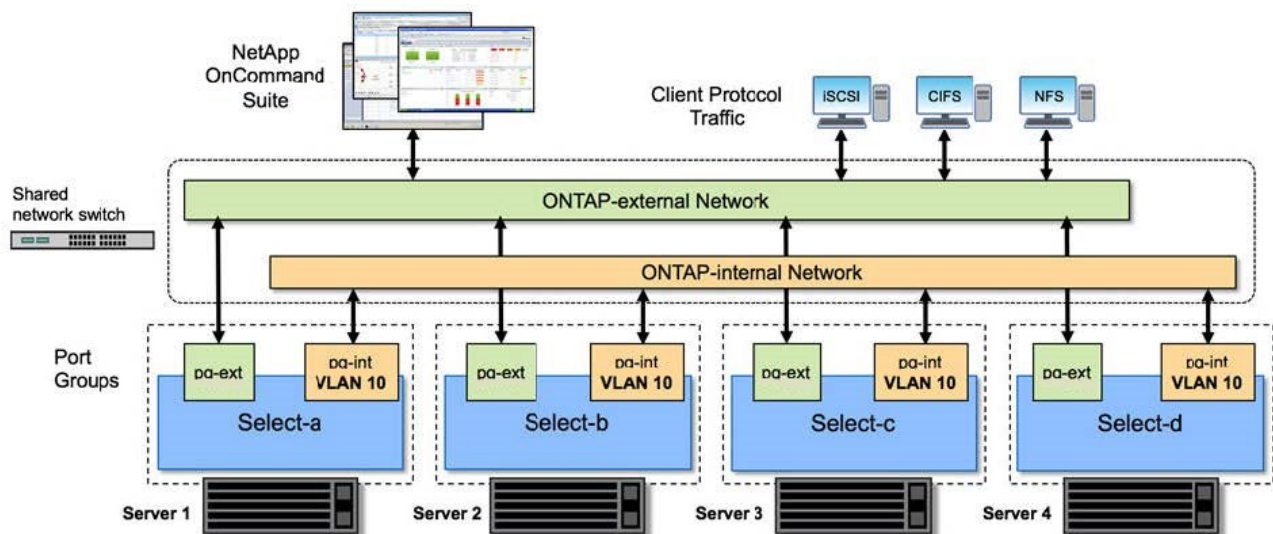 NetApp
OnCommand
Suite
Client Protocol
Traffic
iSCSI
CIFS
NFS
Shared
network switch
ONTAP-external Network
ONTAP-internal Network
Port
Groups
pg-ext
pg-int
VLAN 10
Select-a
pg-ext
pg-int
VLAN 10
Select-b
pg-ext
pg-int
VLAN 10
Select-c
pg-ext
pg-int
VLAN 10
Select-d
Server 1
Server 2
Server 3
Server 4